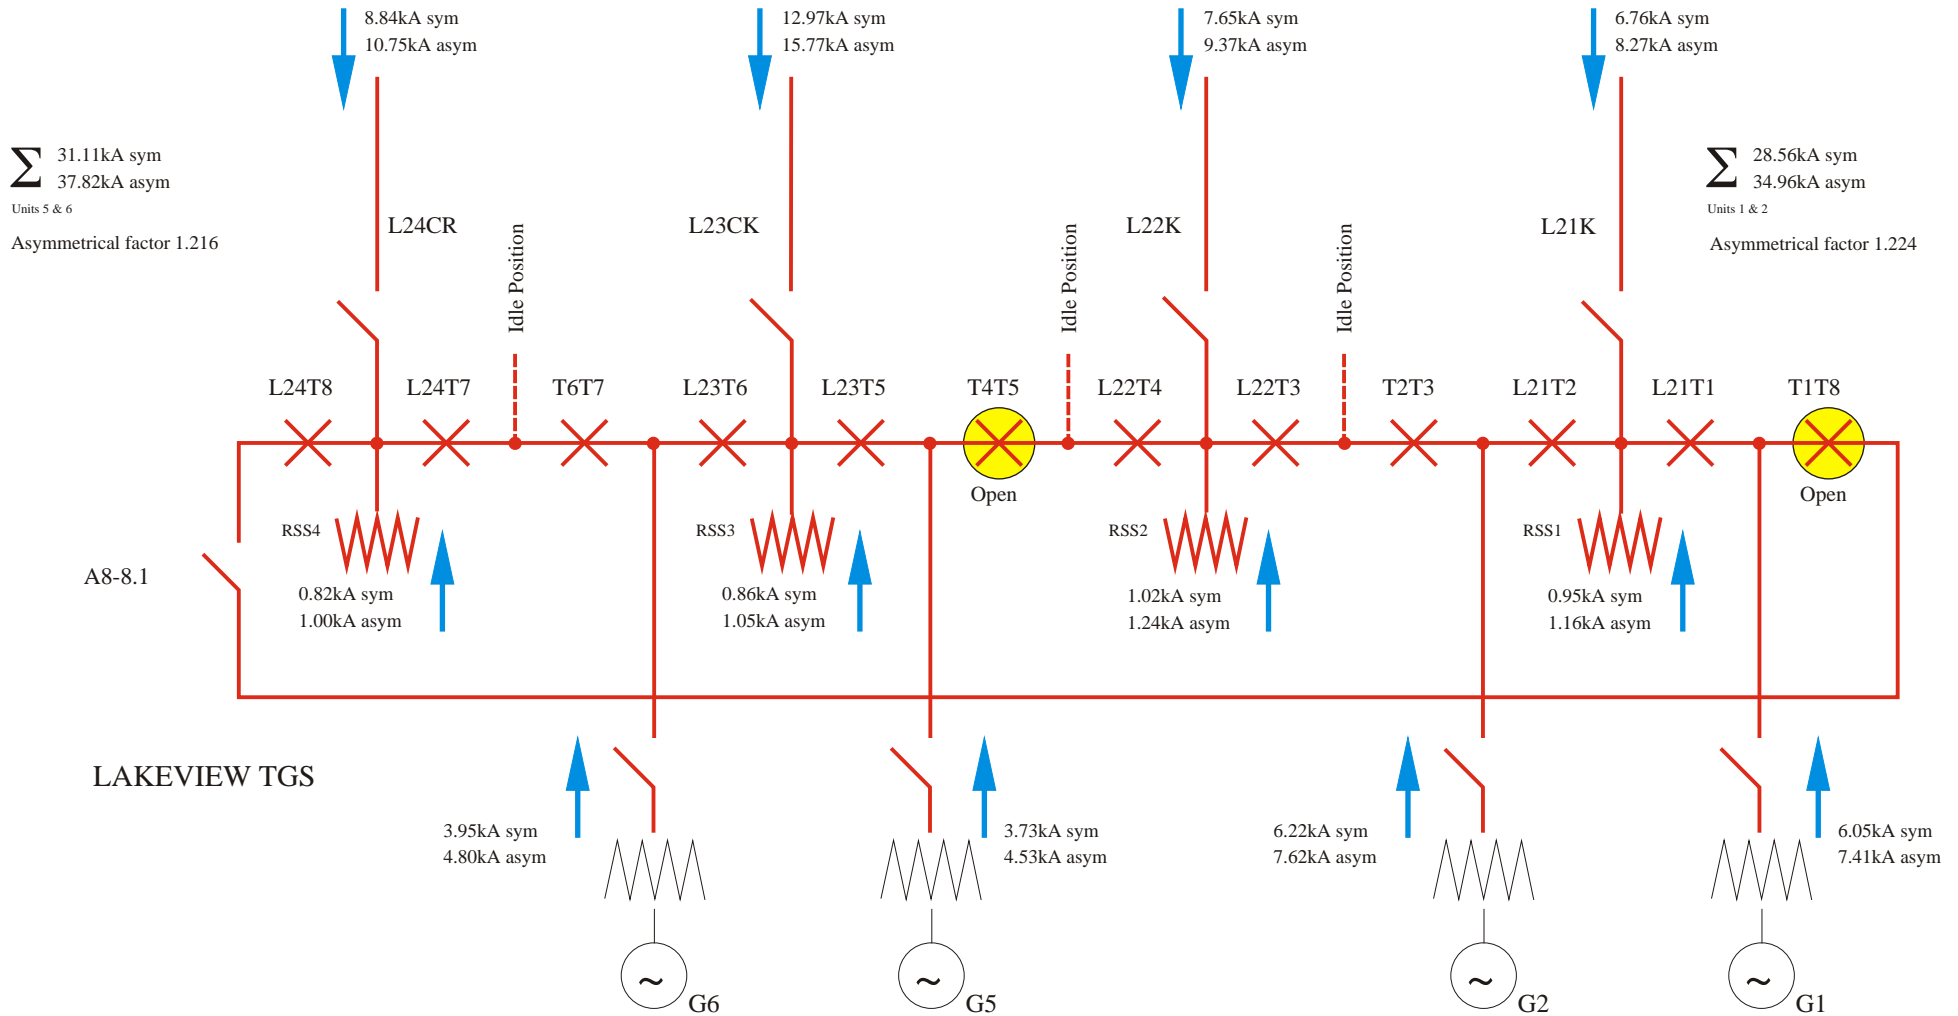 8.84kA sym
10.75kA asym
12.97kA sym
15.77kA asym
7.65kA sym
9.37kA asym
6.76kA sym
8.27kA asym
Σ 31.11kA sym
37.82kA asym
Units 5 & 6
Asymmetrical factor 1.216
Σ 28.56kA sym
34.96kA asym
Units 1 & 2
Asymmetrical factor 1.224
L24CR
L23CK
L22K
L21K
Idle Position
Idle Position
Idle Position
L24T8
L24T7
T6T7
L23T6
L23T5
T4T5
L22T4
L22T3
T2T3
L21T2
L21T1
T1T8
Open
Open
RSS4
RSS3
RSS2
RSS1
A8-8.1
0.82kA sym
1.00kA asym
0.86kA sym
1.05kA asym
1.02kA sym
1.24kA asym
0.95kA sym
1.16kA asym
LAKEVIEW TGS
3.95kA sym
4.80kA asym
3.73kA sym
4.53kA asym
6.22kA sym
7.62kA asym
6.05kA sym
7.41kA asym
~
G6
~
G5
~
G2
~
G1